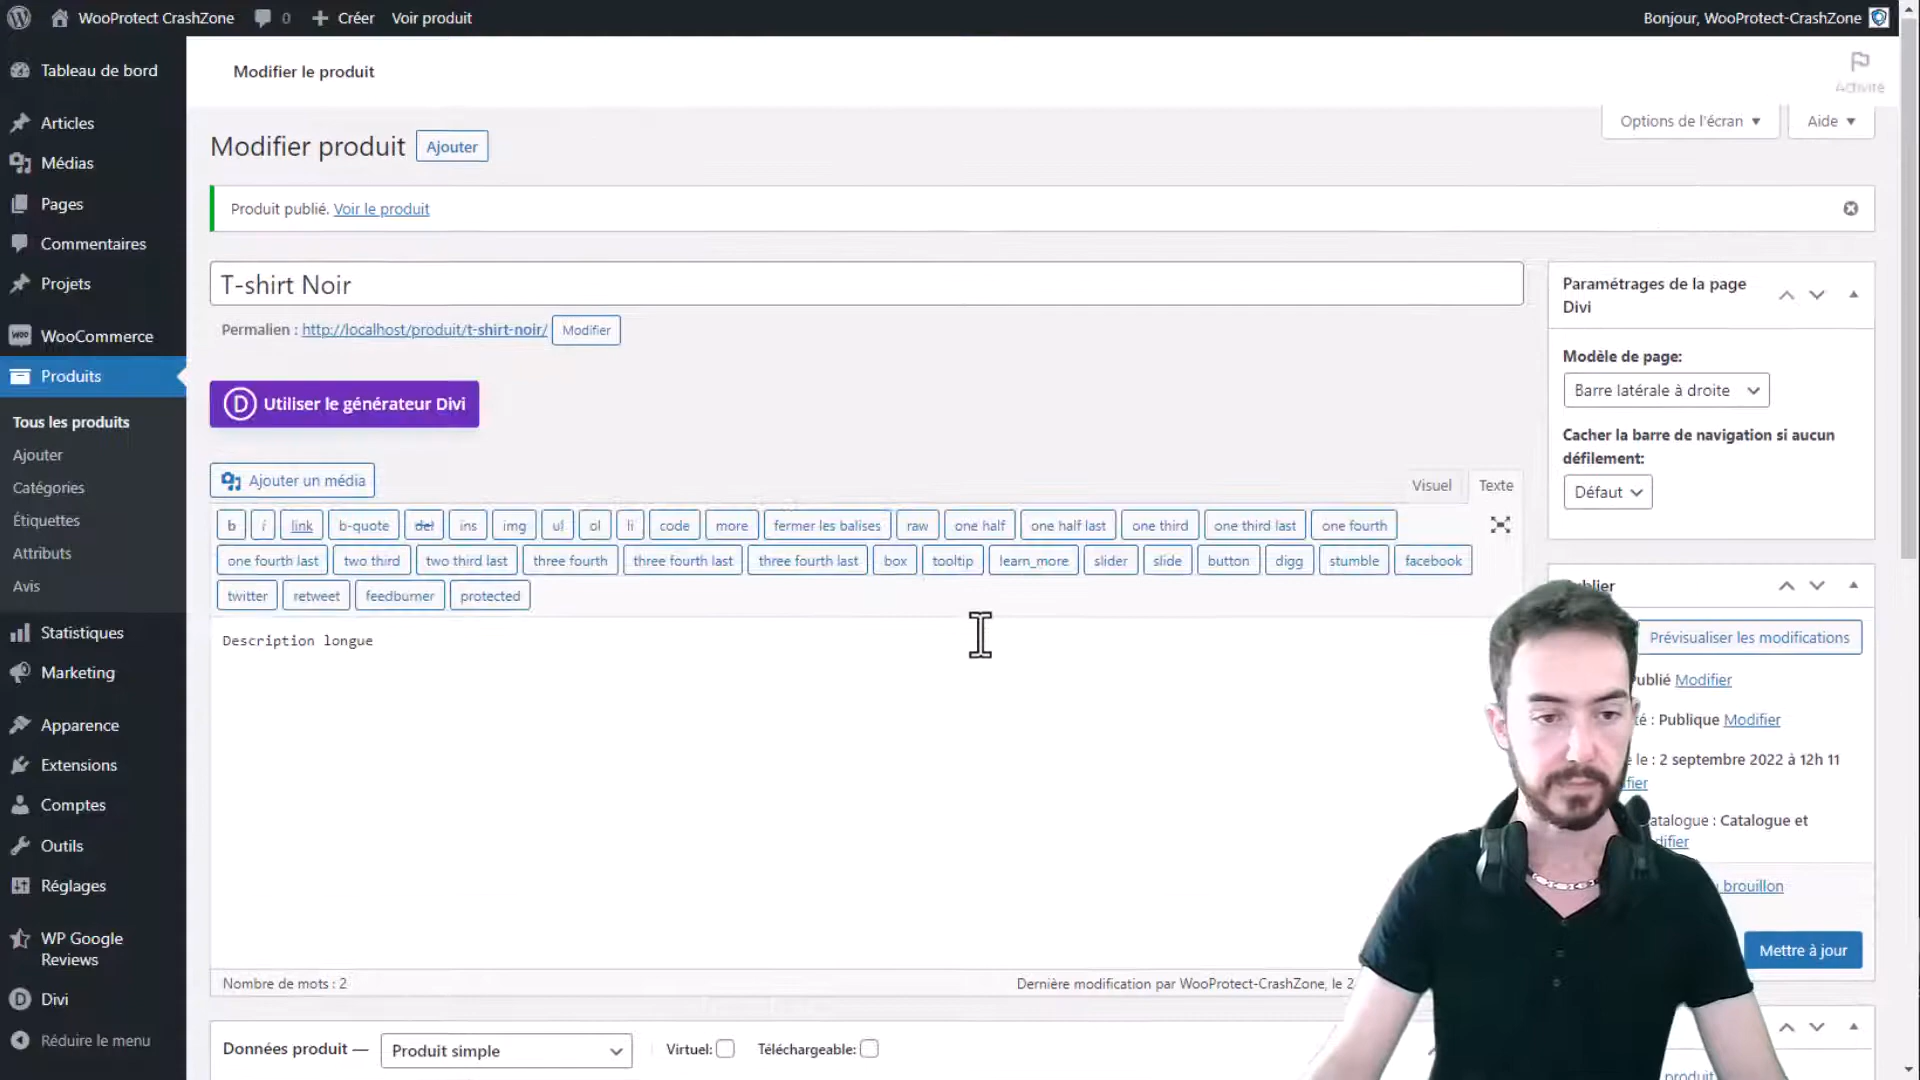 WooProtect CrashZone 0 Créer Voir produit Bonjour, WooProtect-CrashZone
Tableau de bord
Articles
Médias
Pages
Commentaires
Projets
WooCommerce
Produits
Tous les produits
Ajouter
Catégories
Étiquettes
Attributs
Avis
Statistiques
Marketing
Apparence
Extensions
Comptes
Outils
Réglages
WP Google
Reviews
Divi
Réduire le menu
Modifier le produit
Activité
Options de l'écran Aide
Modifier produit Ajouter
Produit publié. Voir le produit
T-shirt Noir
Permalien : http://localhost/produit/t-shirt-noir/ Modifier
Utiliser le générateur Divi
Ajouter un média
Visuel Texte
b i link b-quote del ins img ul ol li code more fermer les balises raw one half one half last one third one third last one fourth
one fourth last two third two third last three fourth three fourth last three fourth last box tooltip learn_more slider slide button digg stumble facebook
twitter retweet feedburner protected
Description longue
Nombre de mots : 2
Dernière modification par WooProtect-CrashZone, le 2
Données produit — Produit simple Virtuel: Téléchargeable:
Paramétrages de la page
Divi
Modèle de page:
Barre latérale à droite
Cacher la barre de navigation si aucun
défilement:
Défaut
Prévisualiser les modifications
Modifier
: Publique Modifier
le : 2 septembre 2022 à 12h 11
: Catalogue et
brouillon
Mettre à jour
produit